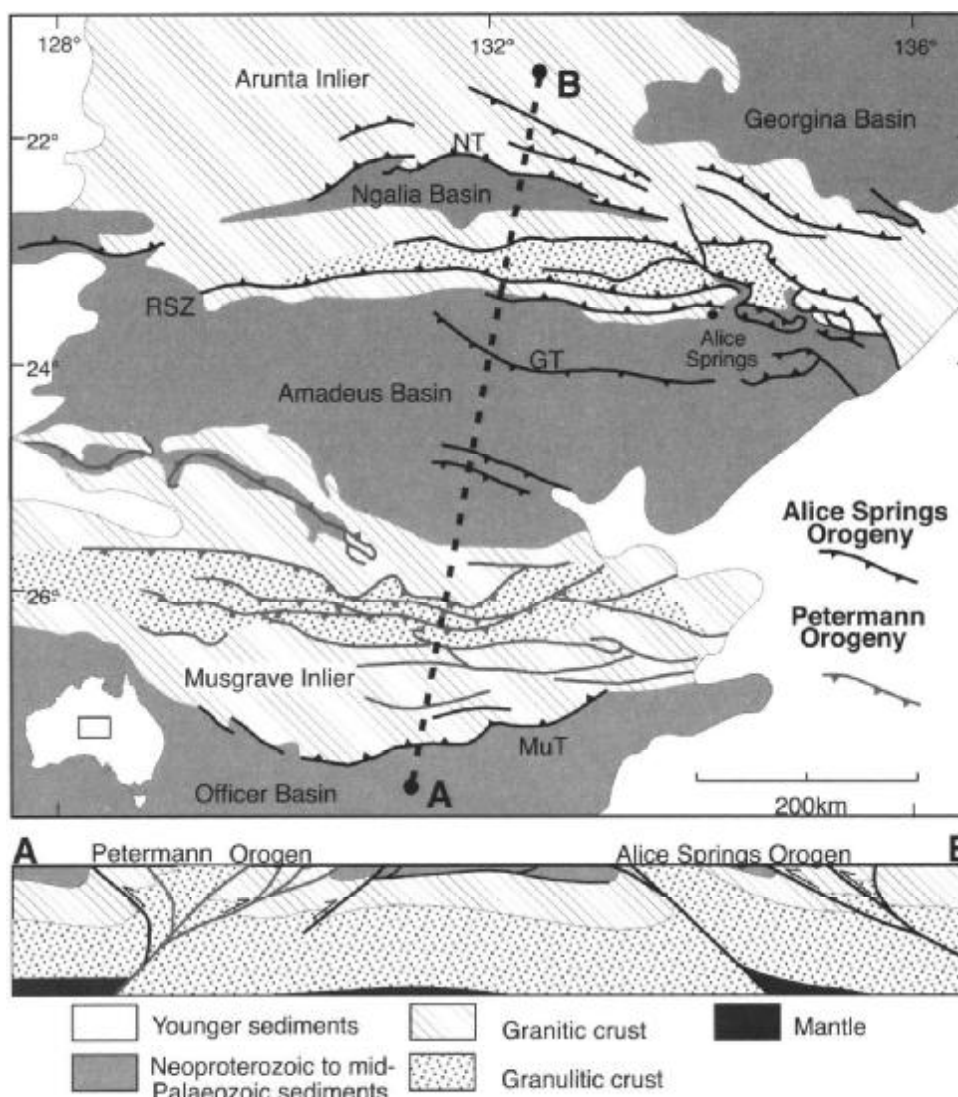 128°
132°
136°
Arunta Inlier
B
Georgina Basin
22°
NT
Ngalia Basin
RSZ
Alice
Springs
24°
GT
Amadeus Basin
Alice Springs
Orogeny
26°
Petermann
Orogeny
Musgrave Inlier
MuT
Officer Basin
A
200km
A
Petermann Orogen
Alice Springs Orogen
Younger sediments
Granitic crust
Mantle
Neoproterozoic to mid-
Palaeozoic sediments
Granulitic crust